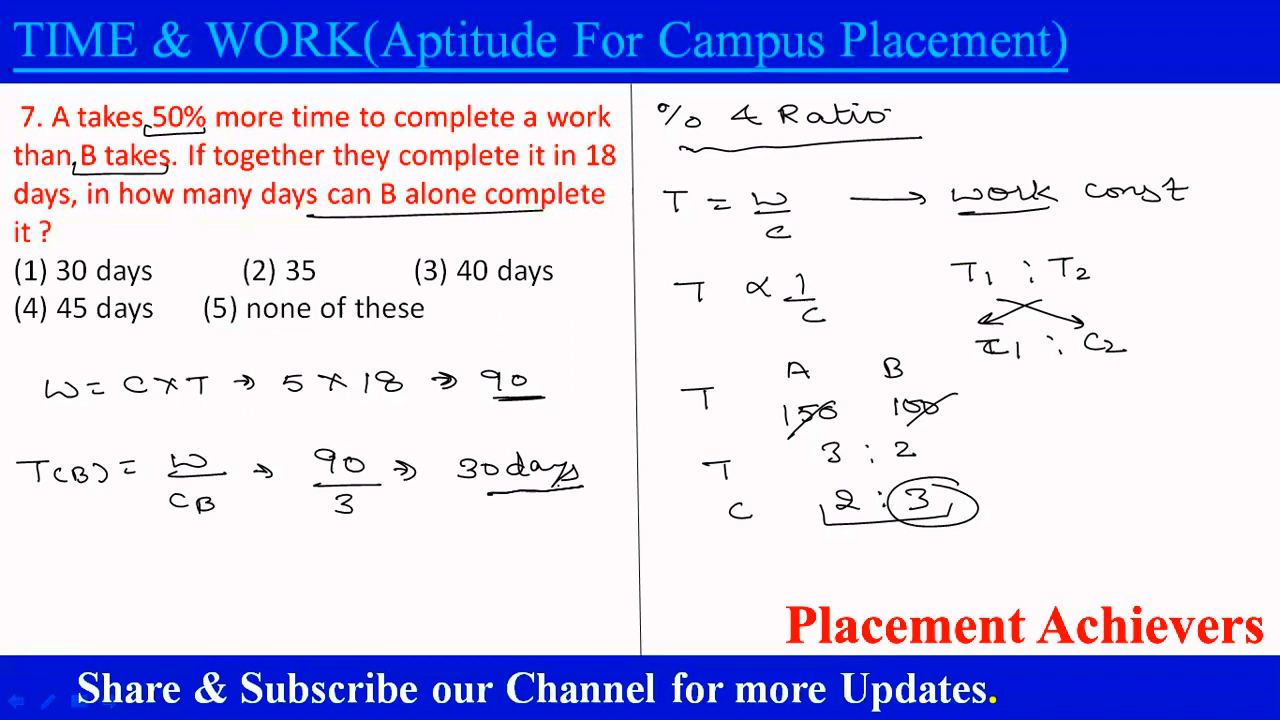 TIME & WORK(Aptitude For Campus Placement)
7. A takes 50% more time to complete a work
than B takes. If together they complete it in 18
days, in how many days can B alone complete
it ?
(1) 30 days (2) 35 (3) 40 days
(4) 45 days (5) none of these
W = C × T → 5 × 18 → 90
T(B) = W/CB → 90/3 → 30 days
% & Ratio
T = W/C → work const
T ∝ 1/C
T1 : T2
C1 : C2
A B
T 150 100
T 3 : 2
C 2 : 3
Placement Achievers
Share & Subscribe our Channel for more Updates.